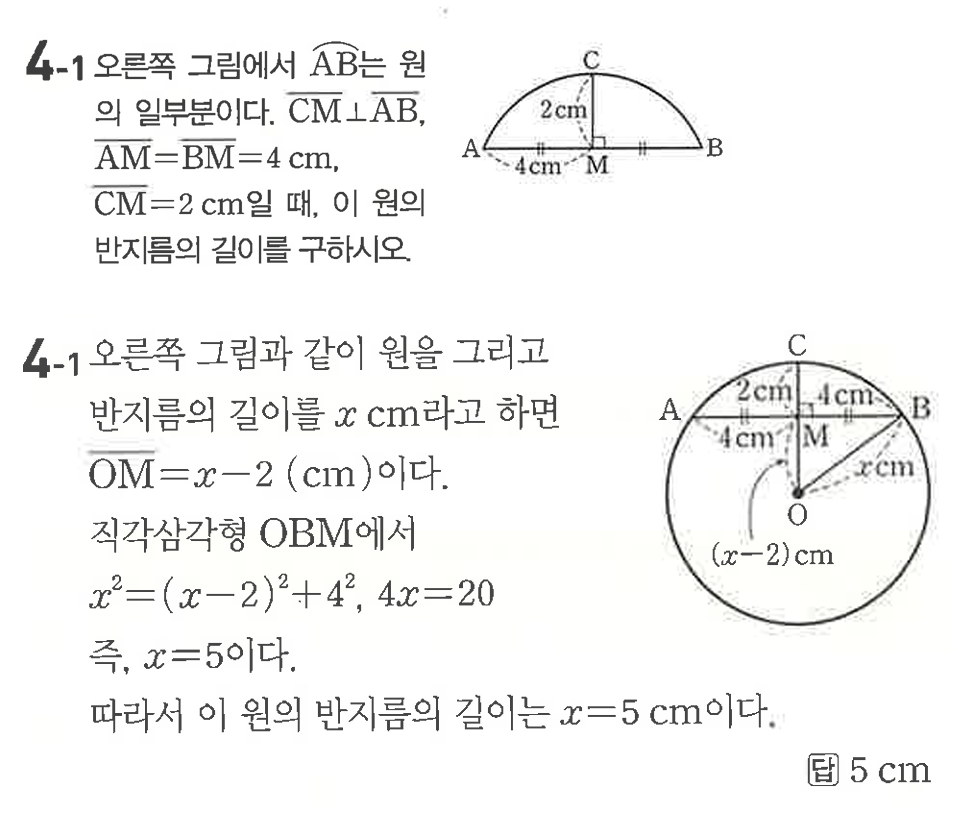 4-1 오른쪽 그림에서 AB는 원
의 일부분이다. CM⊥AB,
AM=BM=4 cm,
CM=2 cm일 때, 이 원의
반지름의 길이를 구하시오.
C
2cm
A
B
4cm
M
4-1 오른쪽 그림과 같이 원을 그리고
반지름의 길이를 x cm라고 하면
OM=x-2 (cm)이다.
직각삼각형 OBM에서
x²=(x-2)²+4², 4x=20
즉, x=5이다.
따라서 이 원의 반지름의 길이는 x=5 cm이다.
C
2cm 4cm
A
B
4cm M
xcm
O
(x-2)cm
답 5 cm